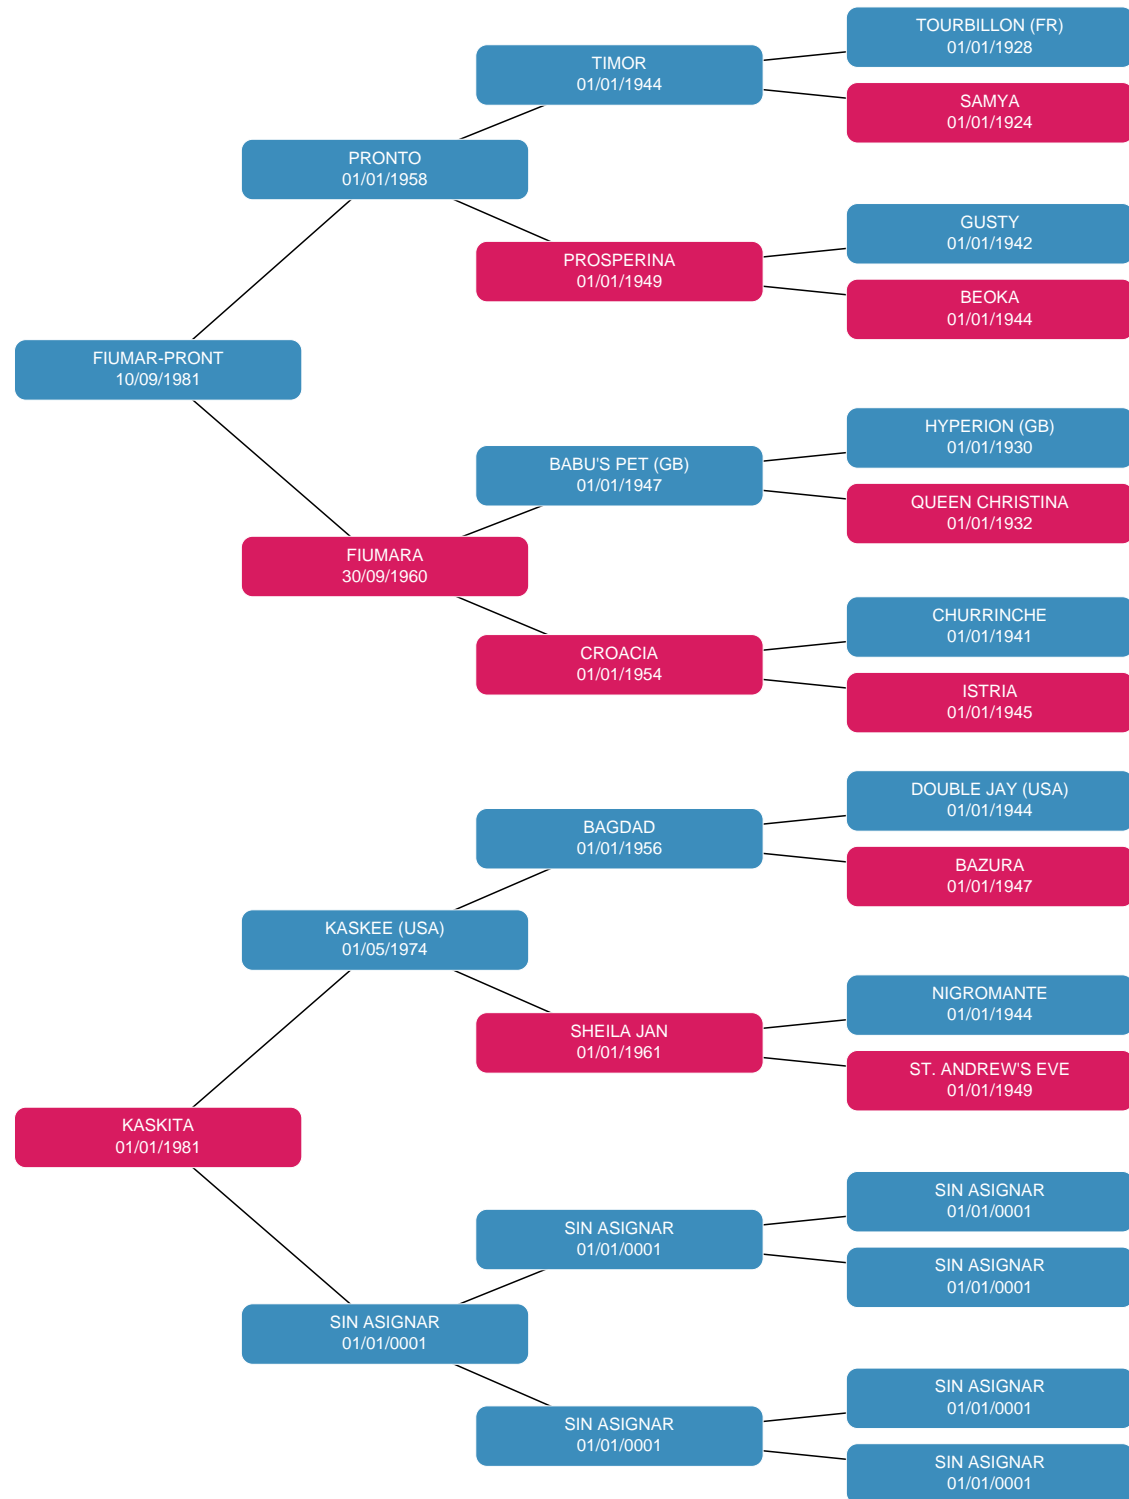 TOURBILLON (FR)
01/01/1928
TIMOR
01/01/1944
SAMYA
01/01/1924
PRONTO
01/01/1958
GUSTY
01/01/1942
PROSPERINA
01/01/1949
BEOKA
01/01/1944
FIUMAR-PRONT
10/09/1981
HYPERION (GB)
01/01/1930
BABU'S PET (GB)
01/01/1947
QUEEN CHRISTINA
01/01/1932
FIUMARA
30/09/1960
CHURRINCHE
01/01/1941
CROACIA
01/01/1954
ISTRIA
01/01/1945
DOUBLE JAY (USA)
01/01/1944
BAGDAD
01/01/1956
BAZURA
01/01/1947
KASKEE (USA)
01/05/1974
NIGROMANTE
01/01/1944
SHEILA JAN
01/01/1961
ST. ANDREW'S EVE
01/01/1949
KASKITA
01/01/1981
SIN ASIGNAR
01/01/0001
SIN ASIGNAR
01/01/0001
SIN ASIGNAR
01/01/0001
SIN ASIGNAR
01/01/0001
SIN ASIGNAR
01/01/0001
SIN ASIGNAR
01/01/0001
SIN ASIGNAR
01/01/0001